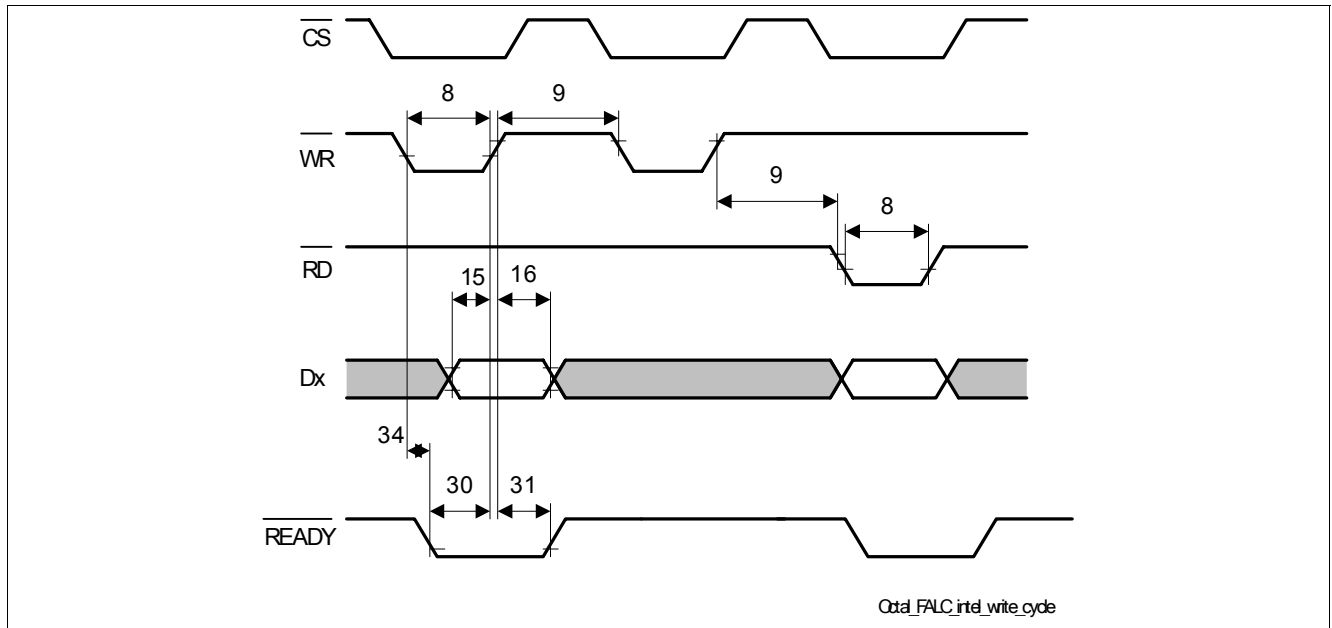 CS
8 9
WR
9
8
RD
15 16
Dx
34
30 31
READY
Octal_FALC_intel_write_cycle